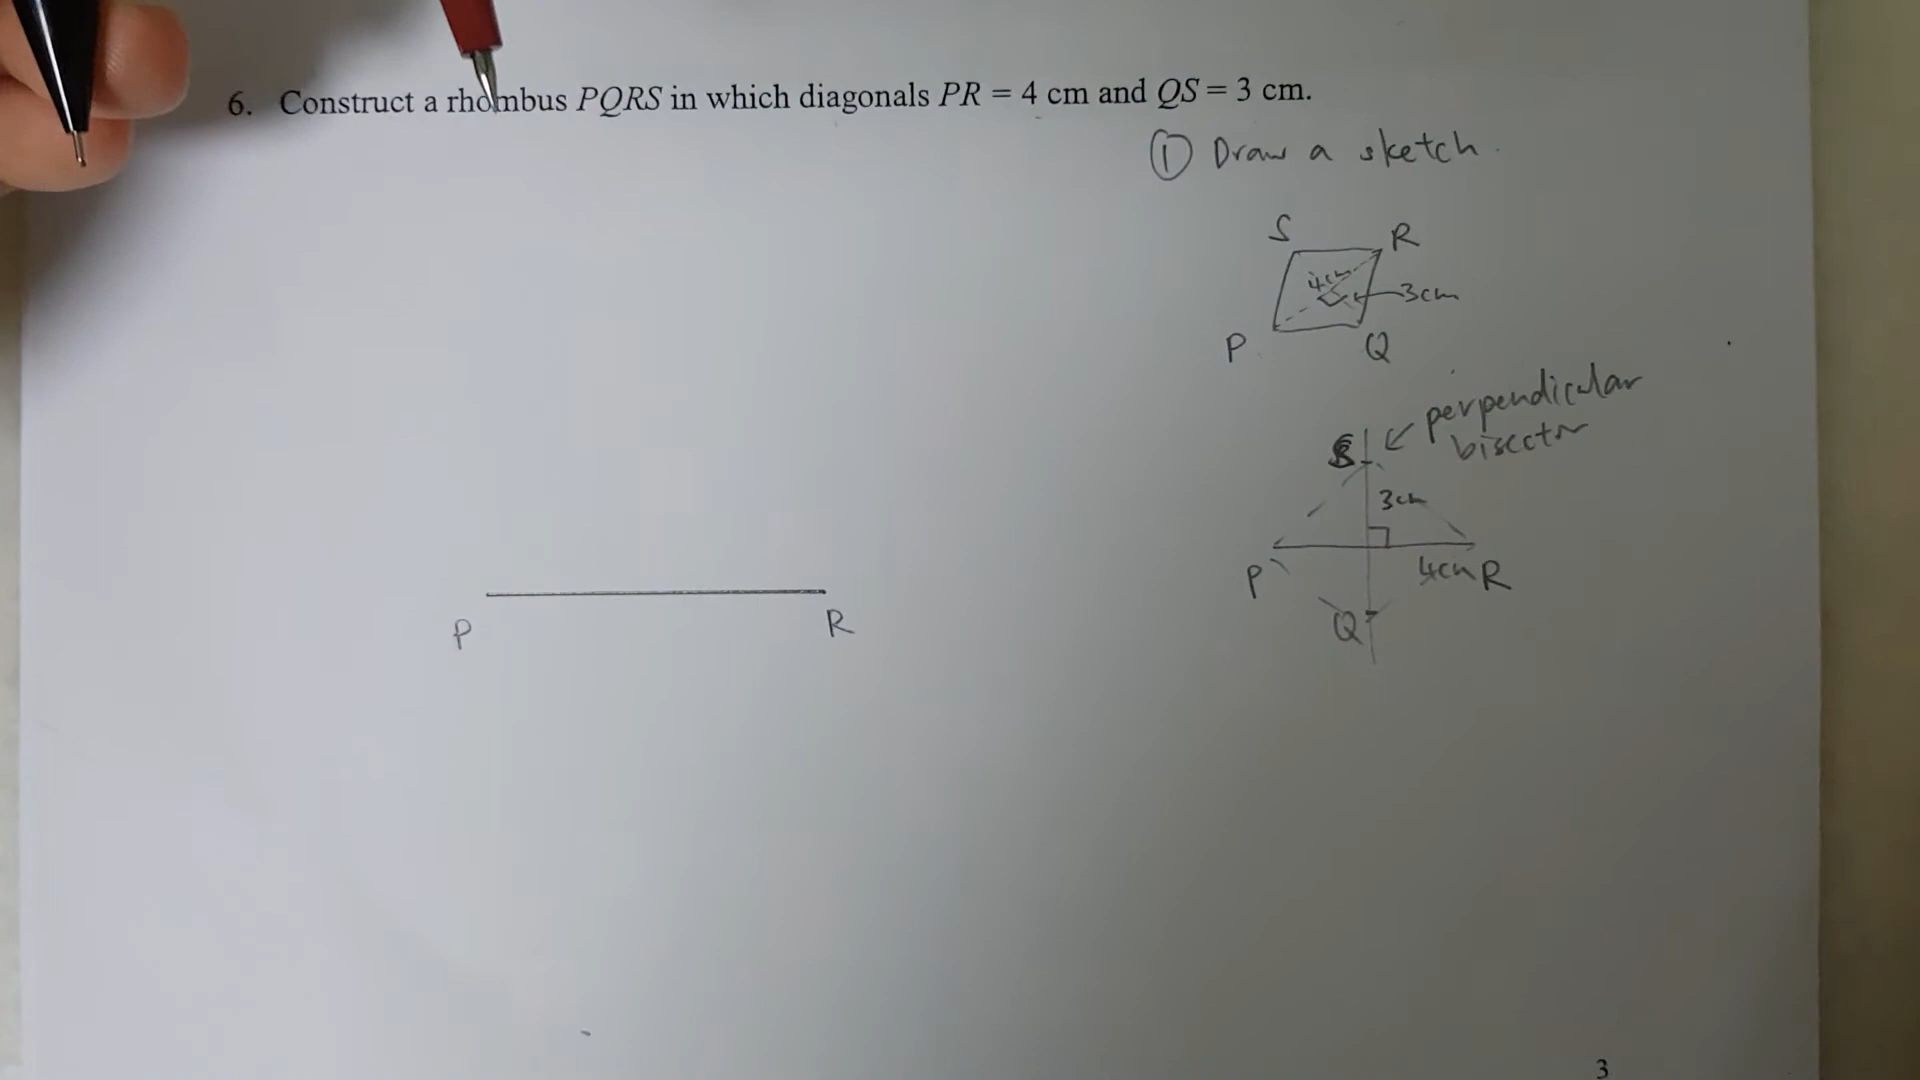 6. Construct a rhombus PQRS in which diagonals PR = 4 cm and QS = 3 cm.
① Draw a sketch.
S R
4cm
3cm
P Q
perpendicular
bisector
S
3cm
P 4cm R
Q
P R
3